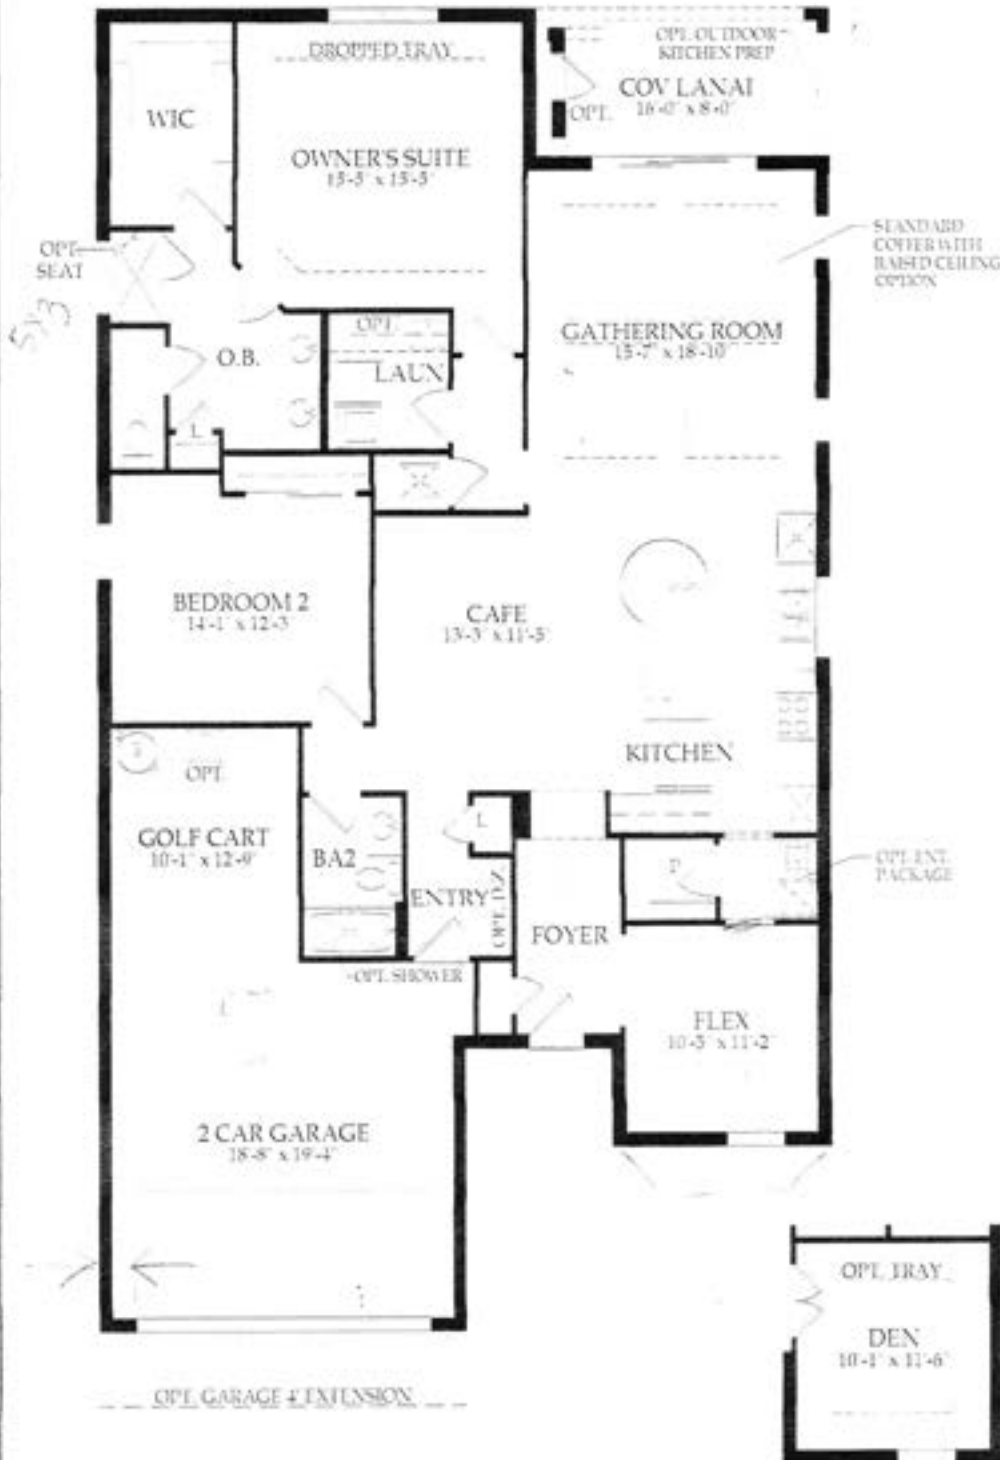 DROPPED TRAY
OPT. OUTDOOR
KITCHEN PREP
COV LANAI
16'-0" x 8'-0"
OPT.
WIC
OWNER'S SUITE
15'-5" x 15'-5"
OPT.
SEAT
5x3
STANDARD
COFFER WITH
RAISED CEILING
OPTION
GATHERING ROOM
15'-7" x 18'-10"
OPT.
LAUN
O.B.
L
BEDROOM 2
14'-1" x 12'-3"
CAFE
13'-3" x 11'-5"
KITCHEN
OPT.
GOLF CART
10'-1" x 12'-9"
BA2
L
ENTRY
OPT. DZ
P
OPT. ENT.
PACKAGE
FOYER
OPT. SHOWER
FLEX
10'-5" x 11'-2"
2 CAR GARAGE
18'-8" x 19'-4"
OPT. TRAY
DEN
10'-1" x 11'-6"
OPT. GARAGE 4' EXTENSION